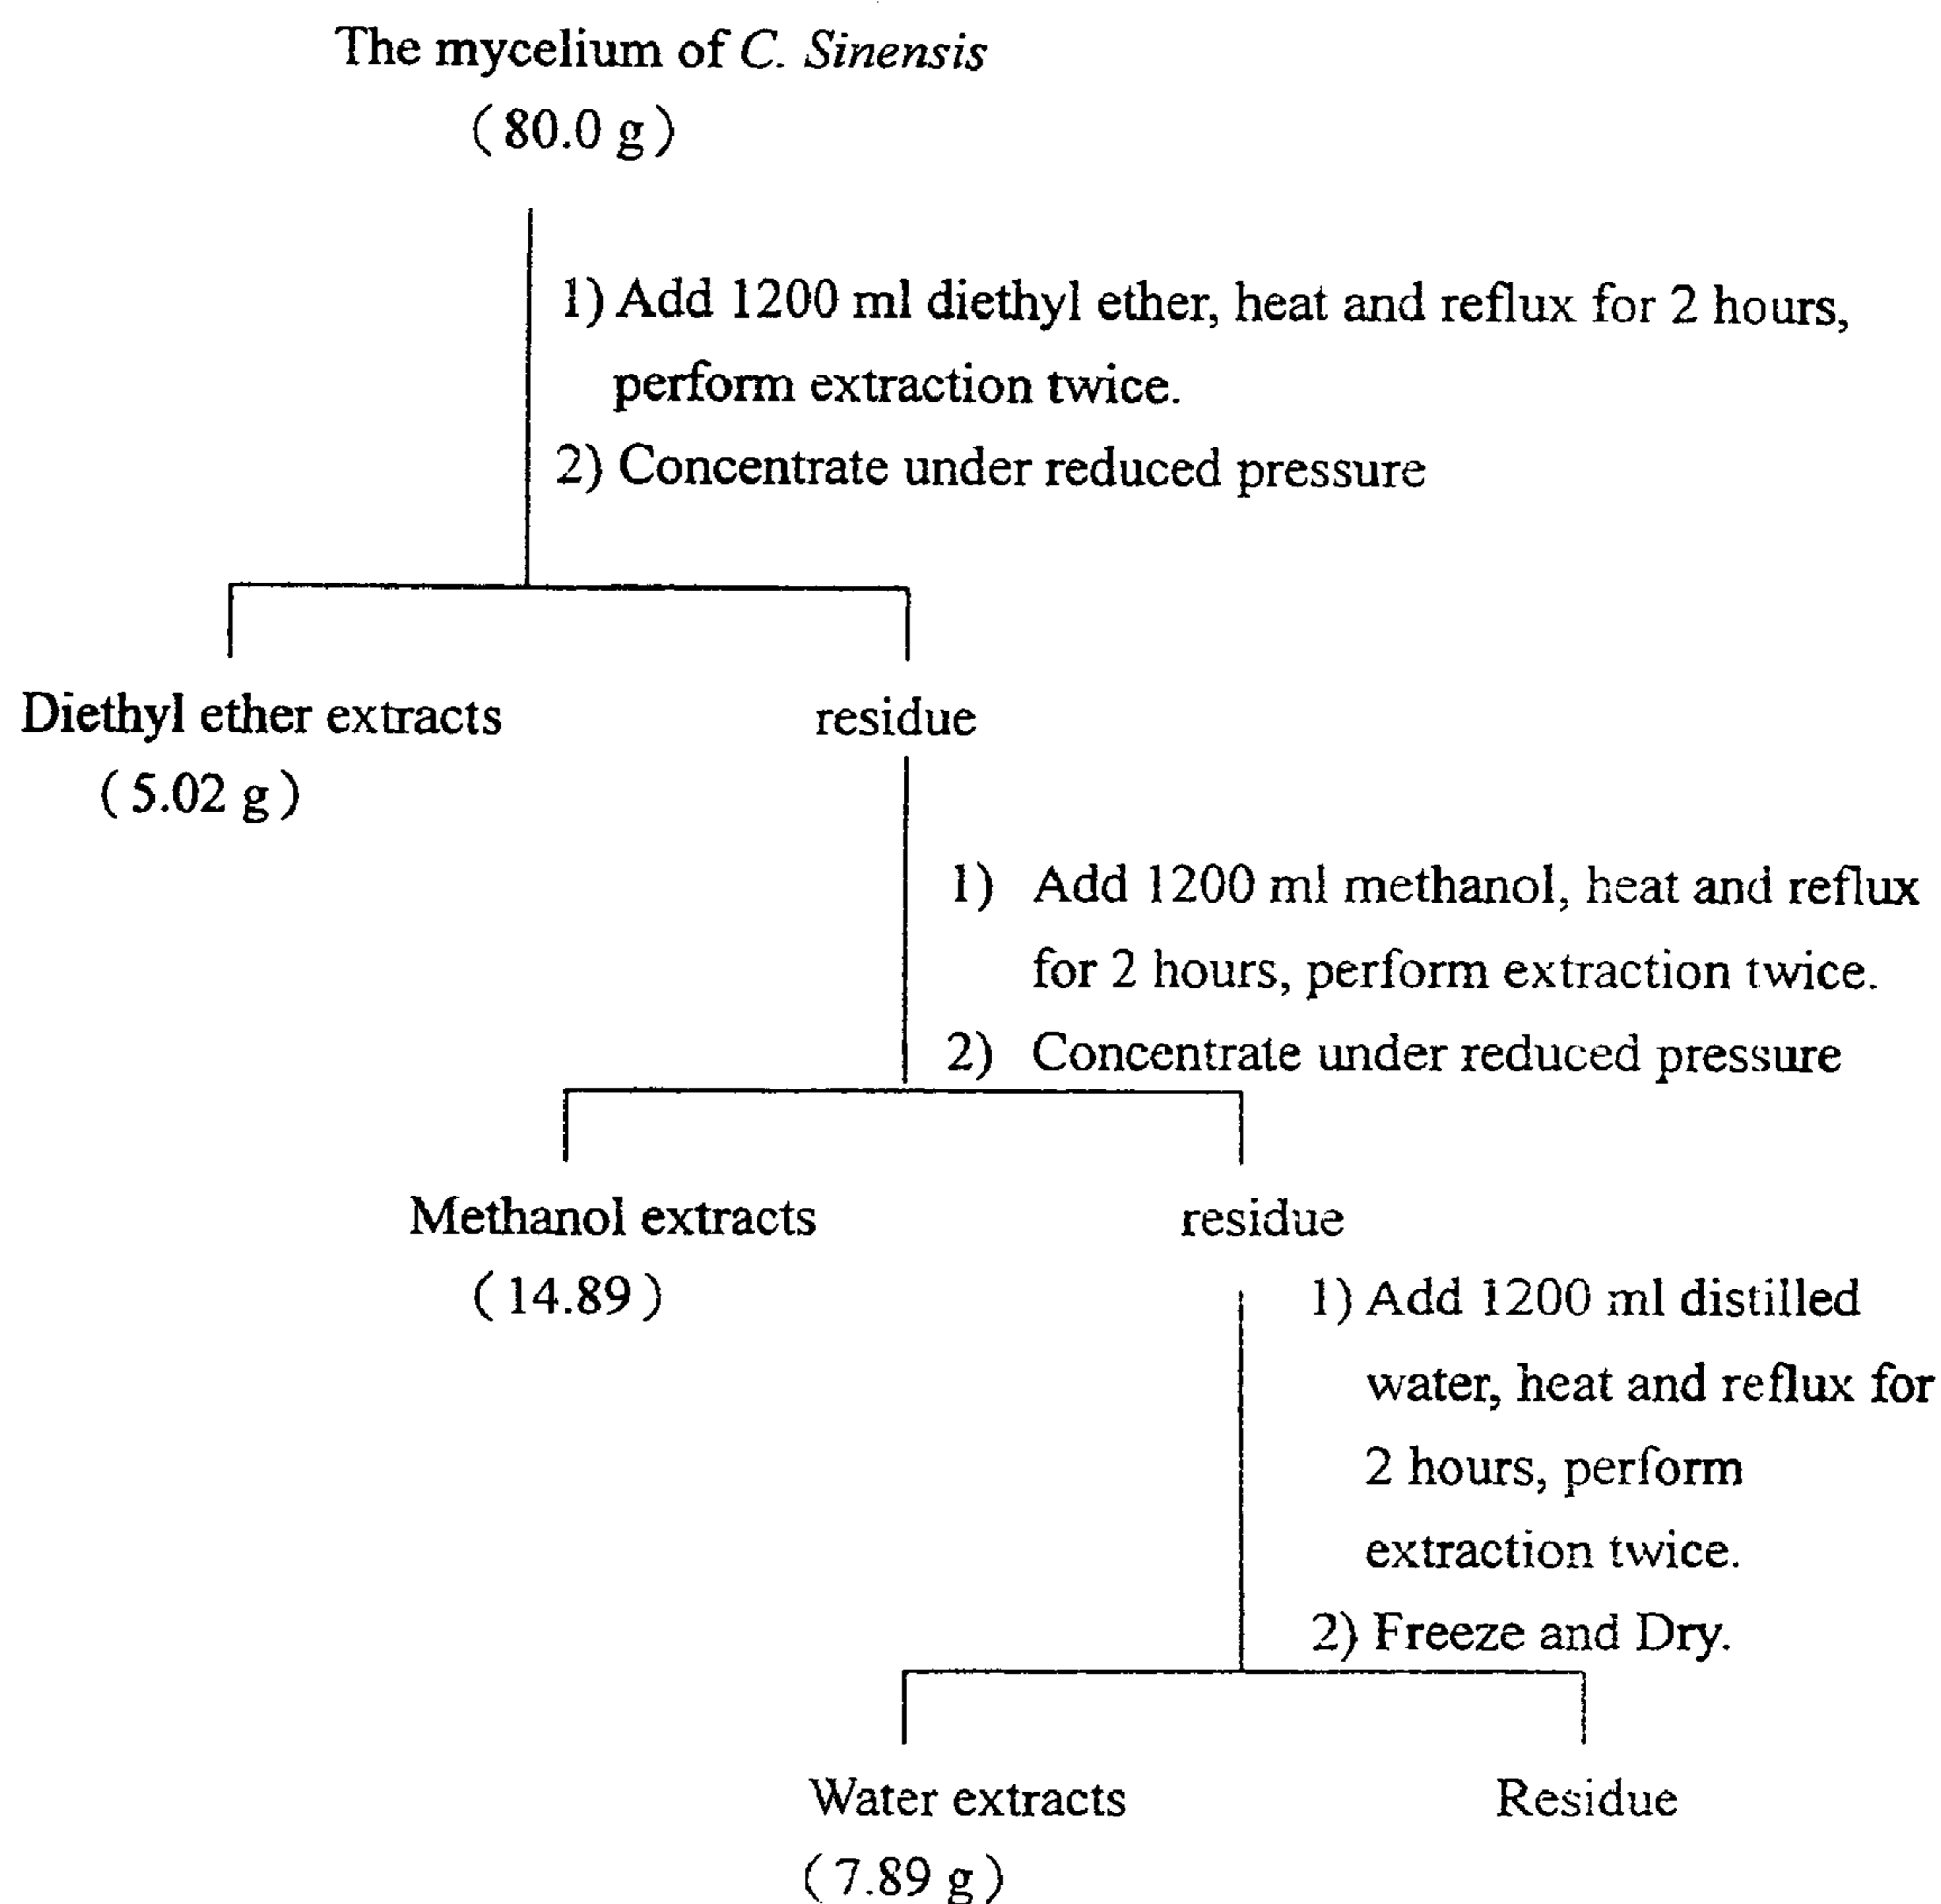 The mycelium of C. Sinensis
(80.0 g)
1) Add 1200 ml diethyl ether, heat and reflux for 2 hours,
perform extraction twice.
2) Concentrate under reduced pressure
Diethyl ether extracts
(5.02 g)
residue
1) Add 1200 ml methanol, heat and reflux
for 2 hours, perform extraction twice.
2) Concentrate under reduced pressure
Methanol extracts
(14.89)
residue
1) Add 1200 ml distilled
water, heat and reflux for
2 hours, perform
extraction twice.
2) Freeze and Dry.
Water extracts
(7.89 g)
Residue